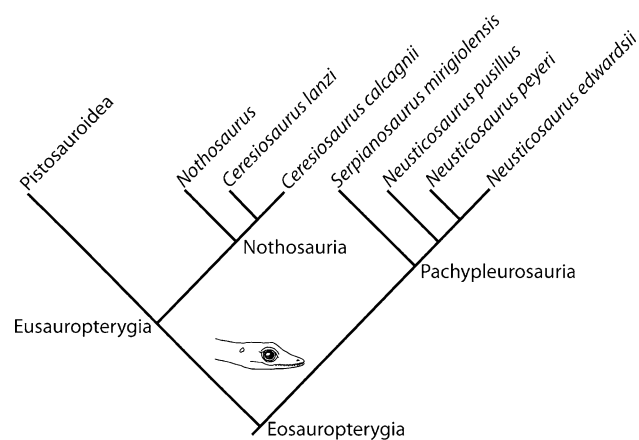 Pistosauroidea
Nothosaurus
Ceresiosaurus lanzi
Ceresiosaurus calcagnii
Serpianosaurus mirigiolensis
Neusticosaurus pusillus
Neusticosaurus peyeri
Neusticosaurus edwardsii
Nothosauria
Pachypleurosauria
Eusauropterygia
Eosauropterygia